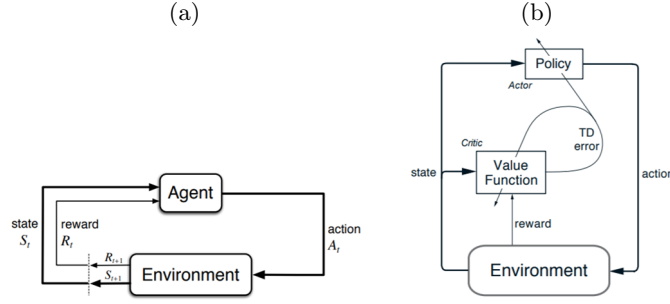 (a)
Agent
state
S_t
reward
R_t
action
A_t
R_{t+1}
S_{t+1}
Environment
(b)
Policy
Actor
TD
error
Critic
Value
Function
state
action
reward
Environment